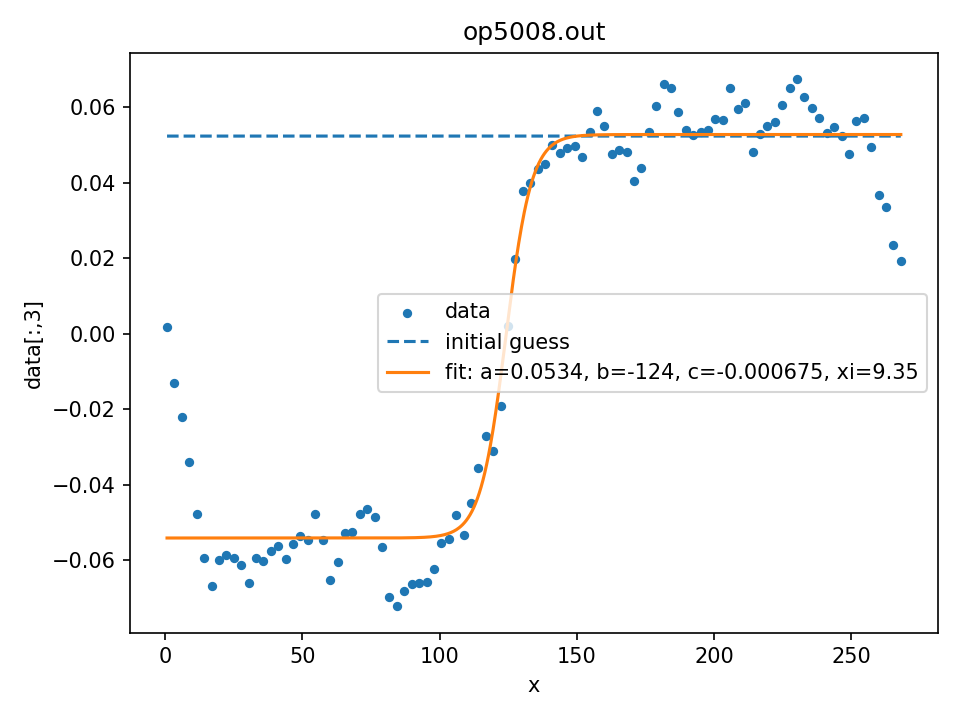 op5008.out
data[:,3]
0.06
0.04
0.02
0.00
−0.02
−0.04
−0.06
data
initial guess
fit: a=0.0534, b=-124, c=-0.000675, xi=9.35
0 50 100 150 200 250
x